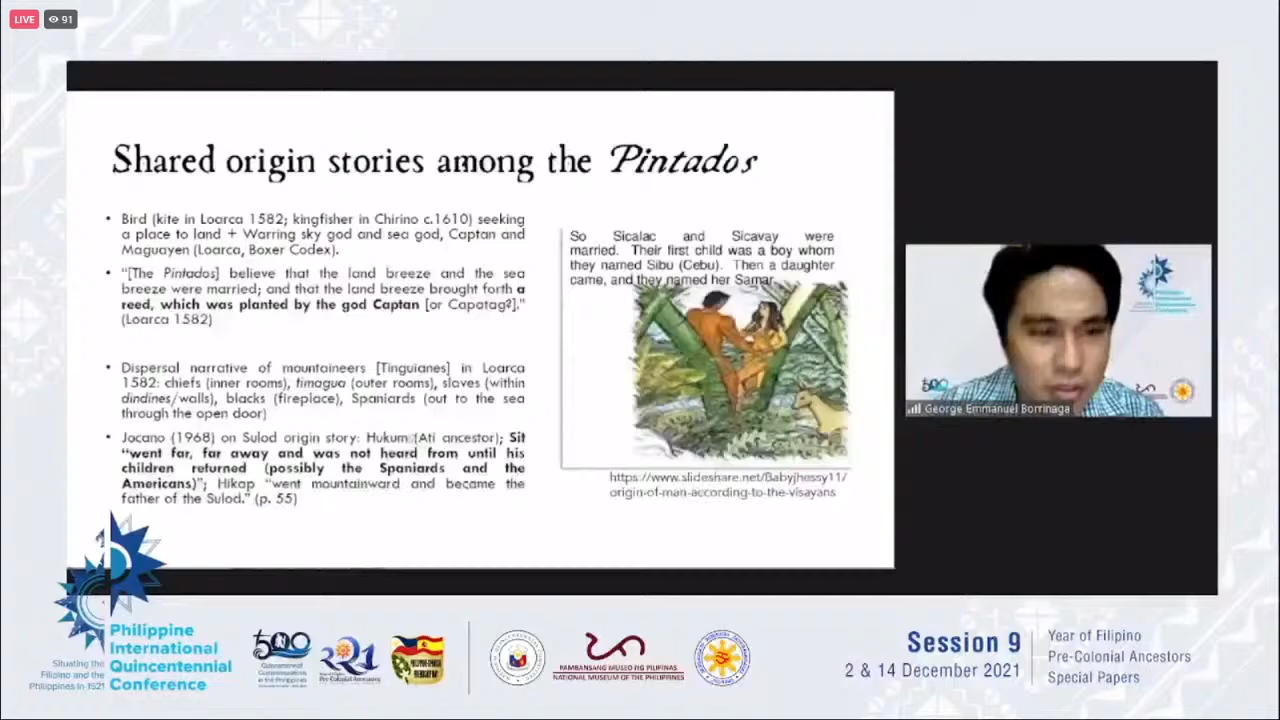 LIVE
91
Shared origin stories among the Pintados
• Bird (kite in Loarca 1582; kingfisher in Chirino c.1610) seeking
a place to land + Warring sky god and sea god, Captan and
Maguayen (Loarca, Boxer Codex).
• "[The Pintados] believe that the land breeze and the sea
breeze were married; and that the land breeze brought forth a
reed, which was planted by the god Captan [or Capatag?]."
(Loarca 1582)
• Dispersal narrative of mountaineers [Tinguianes] in Loarca
1582: chiefs (inner rooms), timagua (outer rooms), slaves (within
dindines/walls), blacks (fireplace), Spaniards (out to the sea
through the open door)
• Jocano (1968) on Sulod origin story: Hukum (Ati ancestor); Sit
"went far, far away and was not heard from until his
children returned (possibly the Spaniards and the
Americans)"; Hikap "went mountainward and became the
father of the Sulod." (p. 55)
So Sicalac and Sicavay were
married. Their first child was a boy whom
they named Sibu (Cebu). Then a daughter
came, and they named her Samar.
https://www.slideshare.net/Babyjhessy11/
origin-of-man-according-to-the-visayans
George Emmanuel Borrinaga
Situating the
Filipino and the
Philippines in 1521
Philippine
International
Quincentennial
Conference
500
2021
PAMBANSANG MUSEO NG PILIPINAS
NATIONAL MUSEUM OF THE PHILIPPINES
Session 9
2 & 14 December 2021
Year of Filipino
Pre-Colonial Ancestors
Special Papers